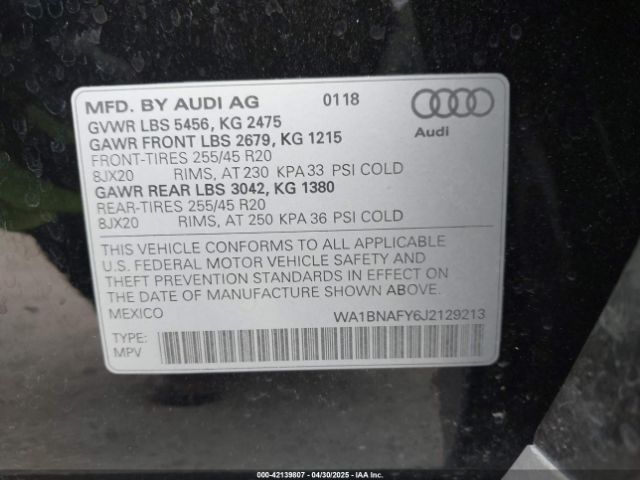 MFD. BY AUDI AG 0118
GVWR LBS 5456, KG 2475
GAWR FRONT LBS 2679, KG 1215
FRONT-TIRES 255/45 R20
8JX20 RIMS, AT 230 KPA 33 PSI COLD
GAWR REAR LBS 3042, KG 1380
REAR-TIRES 255/45 R20
8JX20 RIMS, AT 250 KPA 36 PSI COLD
Audi
THIS VEHICLE CONFORMS TO ALL APPLICABLE
U.S. FEDERAL MOTOR VEHICLE SAFETY AND
THEFT PREVENTION STANDARDS IN EFFECT ON
THE DATE OF MANUFACTURE SHOWN ABOVE.
MEXICO WA1BNAFY6J2129213
TYPE:
MPV
000-42139807 - 04/30/2025 - IAAI.com